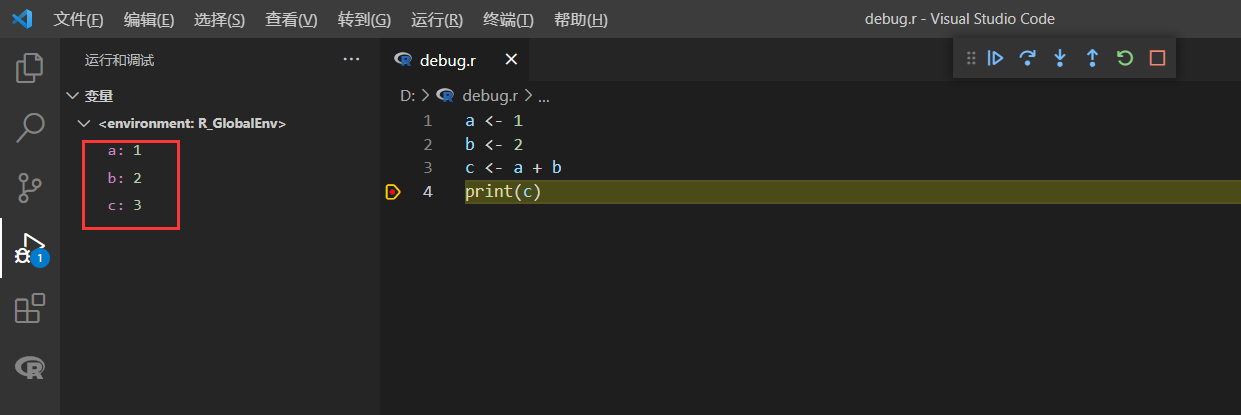 文件(F) 编辑(E) 选择(S) 查看(V) 转到(G) 运行(R) 终端(T) 帮助(H) debug.r - Visual Studio Code
运行和调试 ...
变量
<environment: R_GlobalEnv>
a: 1
b: 2
c: 3
1
debug.r
D: > debug.r > ...
1 a <- 1
2 b <- 2
3 c <- a + b
4 print(c)